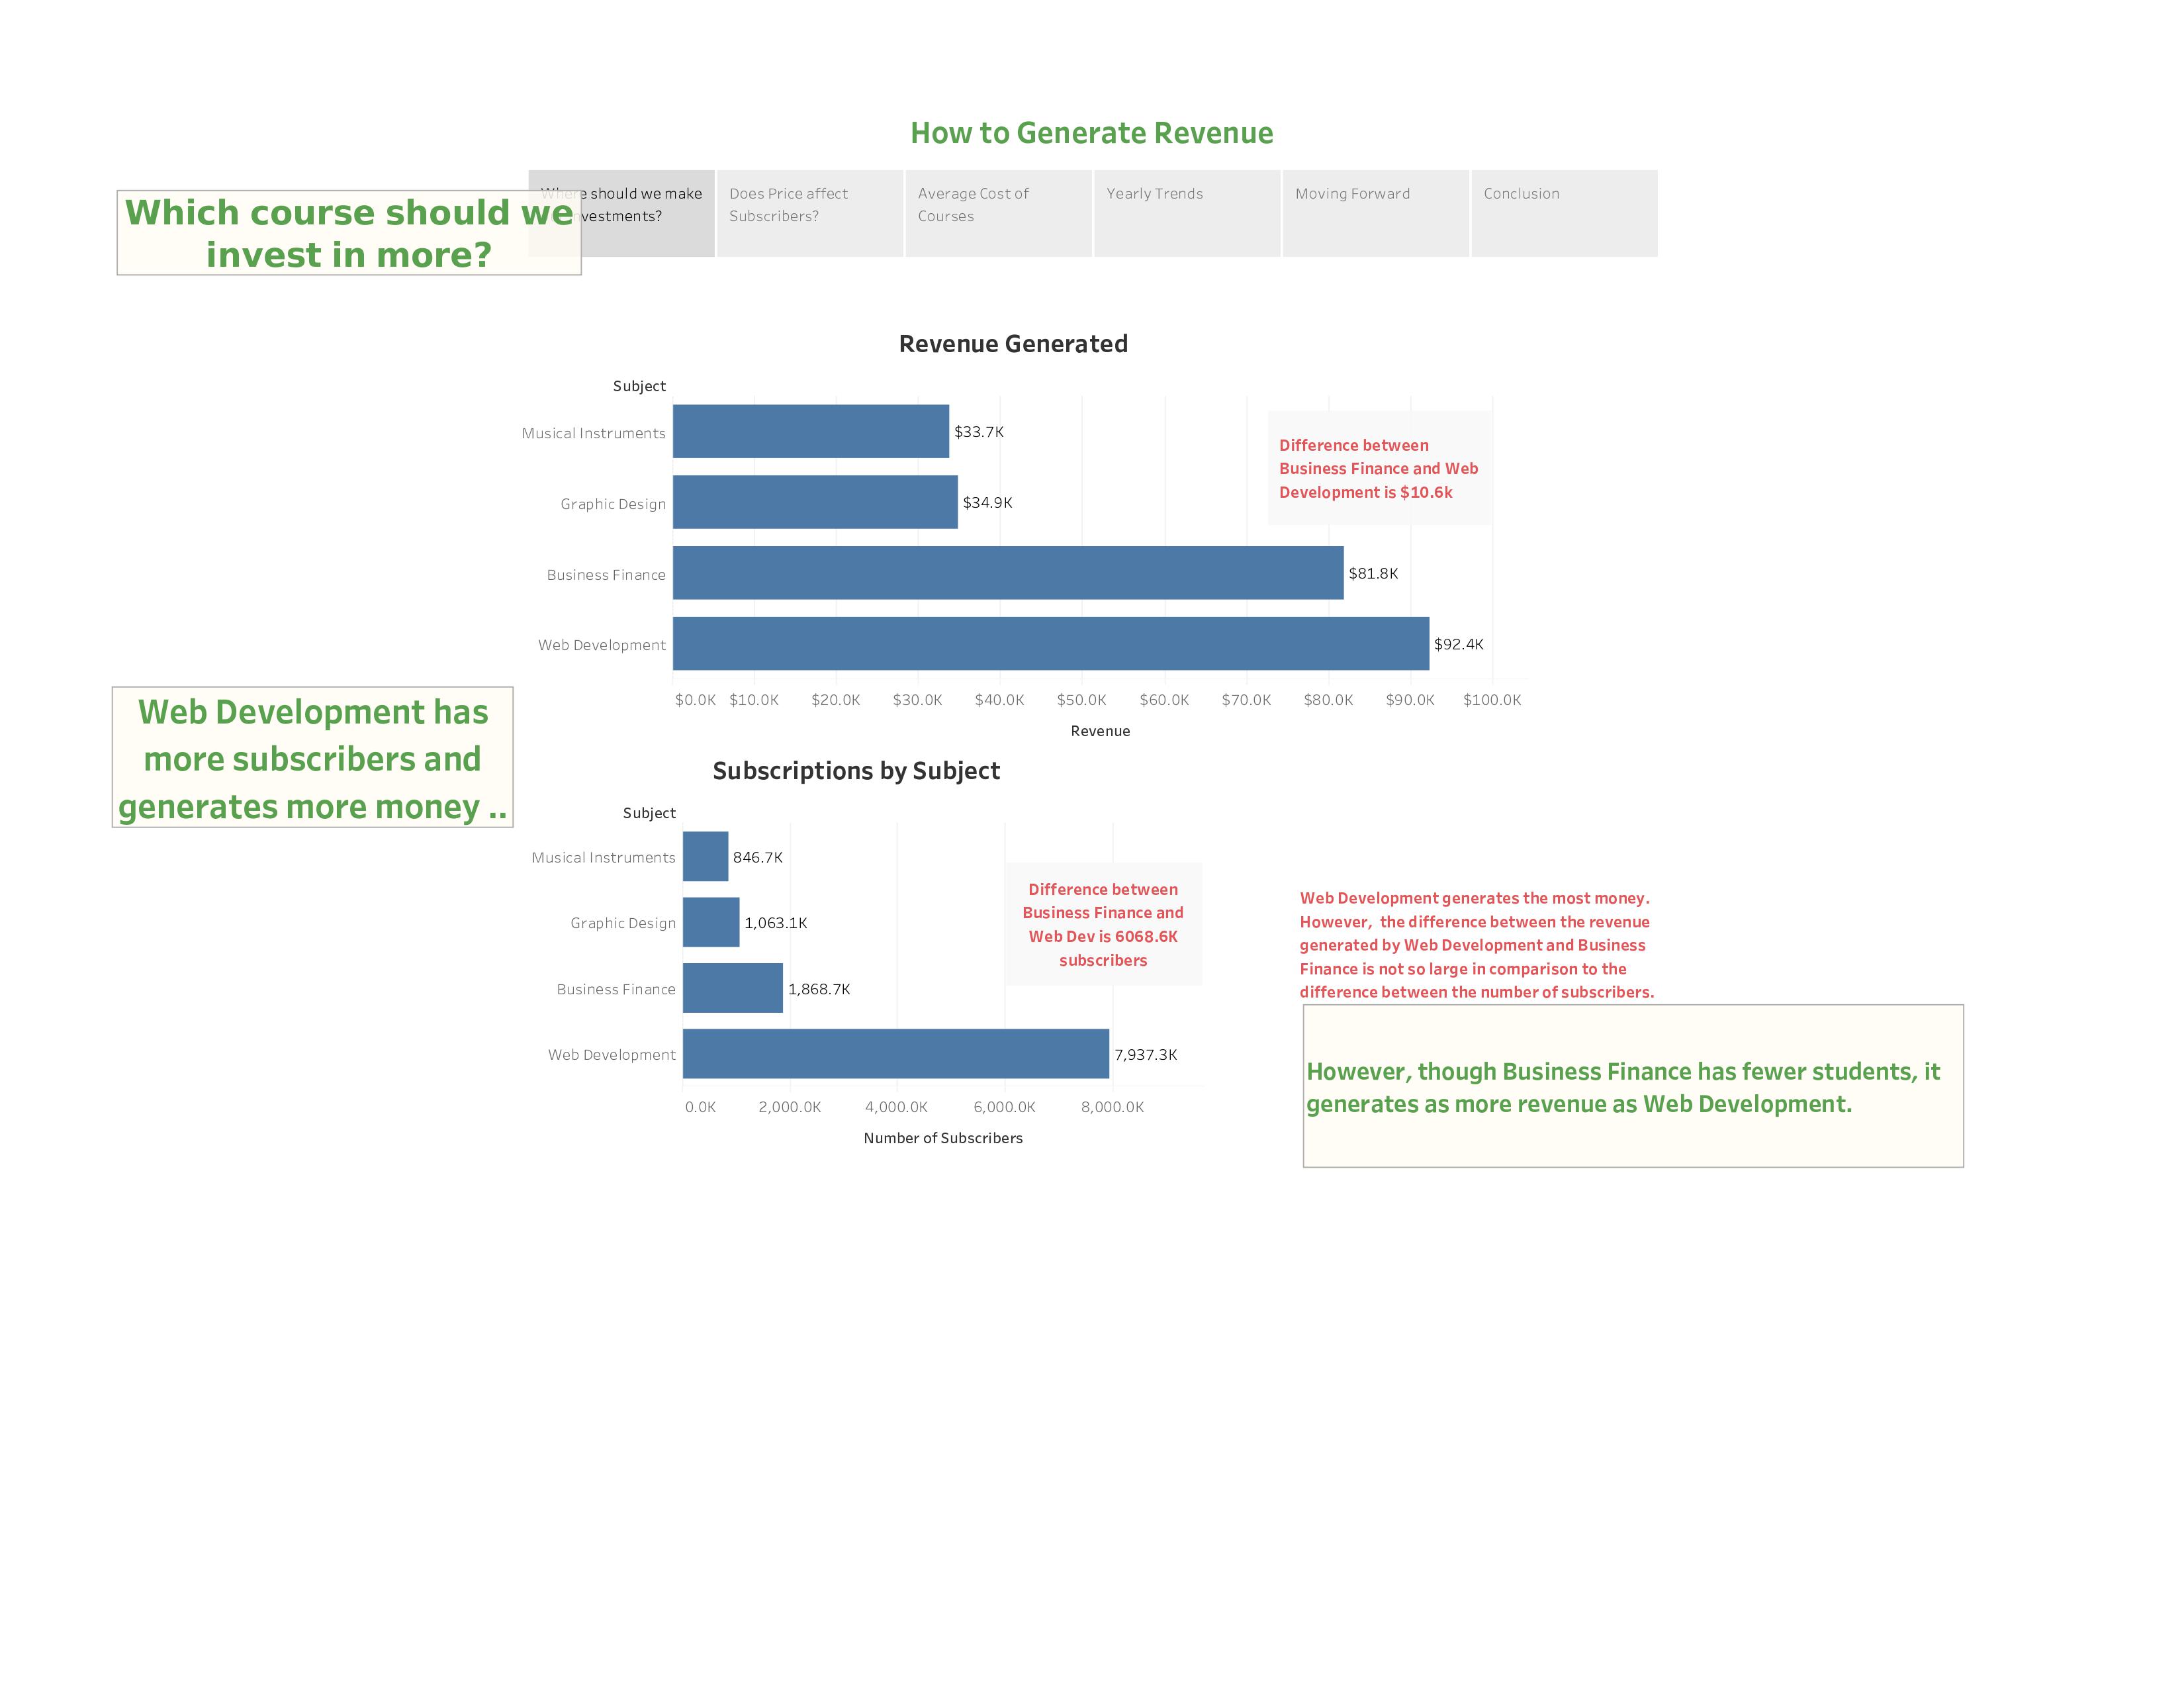 How to Generate Revenue
Where should we make
investments?
Does Price affect
Subscribers?
Average Cost of
Courses
Yearly Trends
Moving Forward
Conclusion
Which course should we
invest in more?
Revenue Generated
Subject
Musical Instruments
$33.7K
Graphic Design
$34.9K
Business Finance
$81.8K
Web Development
$92.4K
Difference between
Business Finance and Web
Development is $10.6k
$0.0K $10.0K $20.0K $30.0K $40.0K $50.0K $60.0K $70.0K $80.0K $90.0K $100.0K
Revenue
Web Development has
more subscribers and
generates more money ..
Subscriptions by Subject
Subject
Musical Instruments
846.7K
Graphic Design
1,063.1K
Business Finance
1,868.7K
Web Development
7,937.3K
Difference between
Business Finance and
Web Dev is 6068.6K
subscribers
0.0K 2,000.0K 4,000.0K 6,000.0K 8,000.0K
Number of Subscribers
Web Development generates the most money.
However, the difference between the revenue
generated by Web Development and Business
Finance is not so large in comparison to the
difference between the number of subscribers.
However, though Business Finance has fewer students, it
generates as more revenue as Web Development.